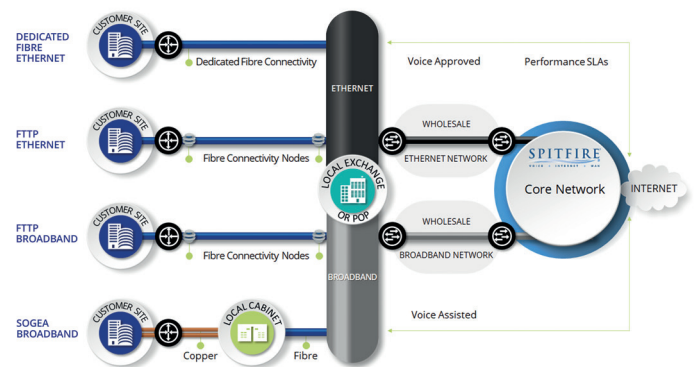 DEDICATED
FIBRE
ETHERNET
CUSTOMER SITE
Dedicated Fibre Connectivity
FTTP
ETHERNET
CUSTOMER SITE
Fibre Connectivity Nodes
FTTP
BROADBAND
CUSTOMER SITE
Fibre Connectivity Nodes
SOGEA
BROADBAND
CUSTOMER SITE
Copper
LOCAL CABINET
Fibre
ETHERNET
LOCAL EXCHANGE
OR POP
BROADBAND
Voice Approved
Performance SLAs
WHOLESALE
ETHERNET NETWORK
WHOLESALE
BROADBAND NETWORK
Voice Assisted
SPITFIRE
VOICE • INTERNET • WAN
Core Network
INTERNET